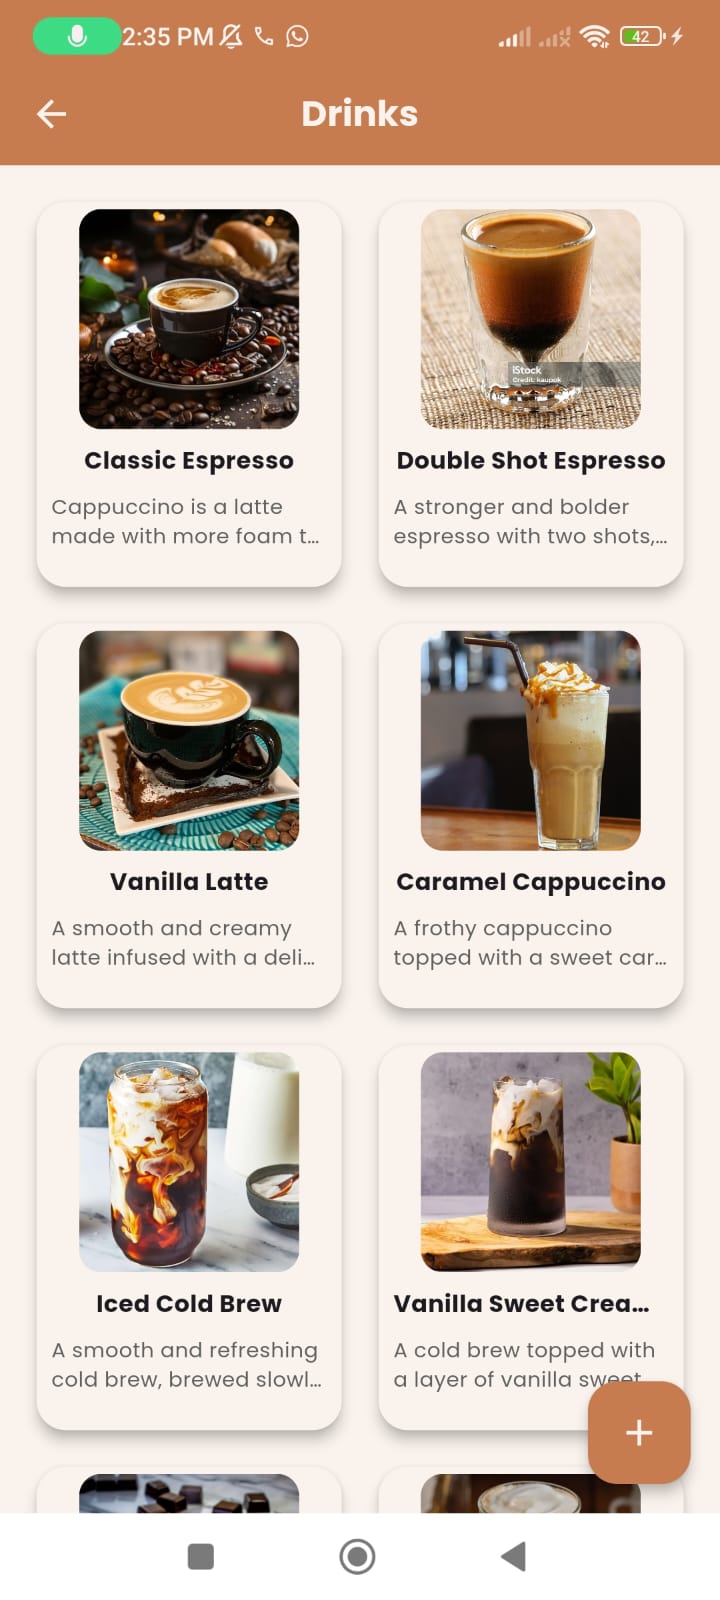 2:35 PM
42
Drinks
iStock
Credit: kaupok
Classic Espresso
Double Shot Espresso
Cappuccino is a latte
made with more foam t...
A stronger and bolder
espresso with two shots,...
Vanilla Latte
Caramel Cappuccino
A smooth and creamy
latte infused with a deli...
A frothy cappuccino
topped with a sweet car...
Iced Cold Brew
Vanilla Sweet Crea...
A smooth and refreshing
cold brew, brewed slowl...
A cold brew topped with
a layer of vanilla sweet